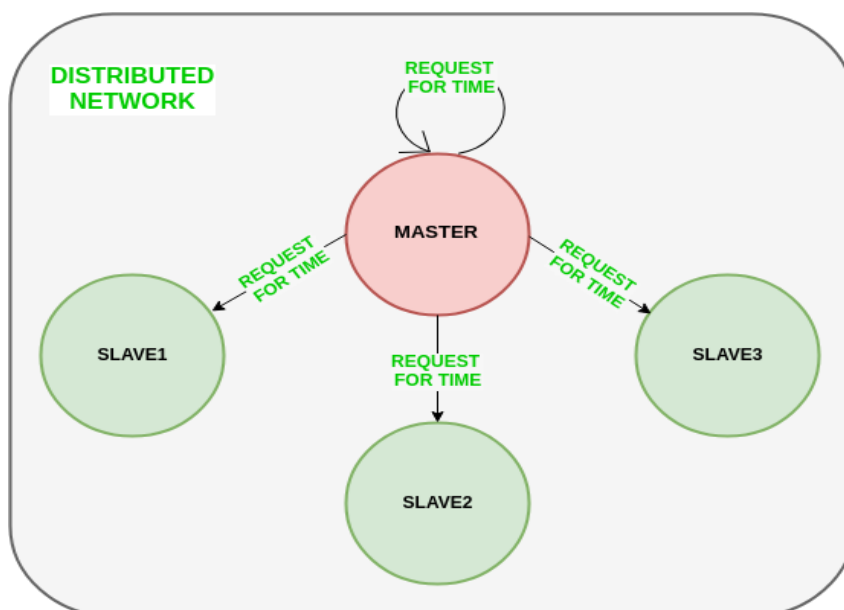 DISTRIBUTED
NETWORK
REQUEST
FOR TIME
MASTER
REQUEST
FOR TIME
REQUEST
FOR TIME
SLAVE1
REQUEST
FOR TIME
SLAVE3
SLAVE2